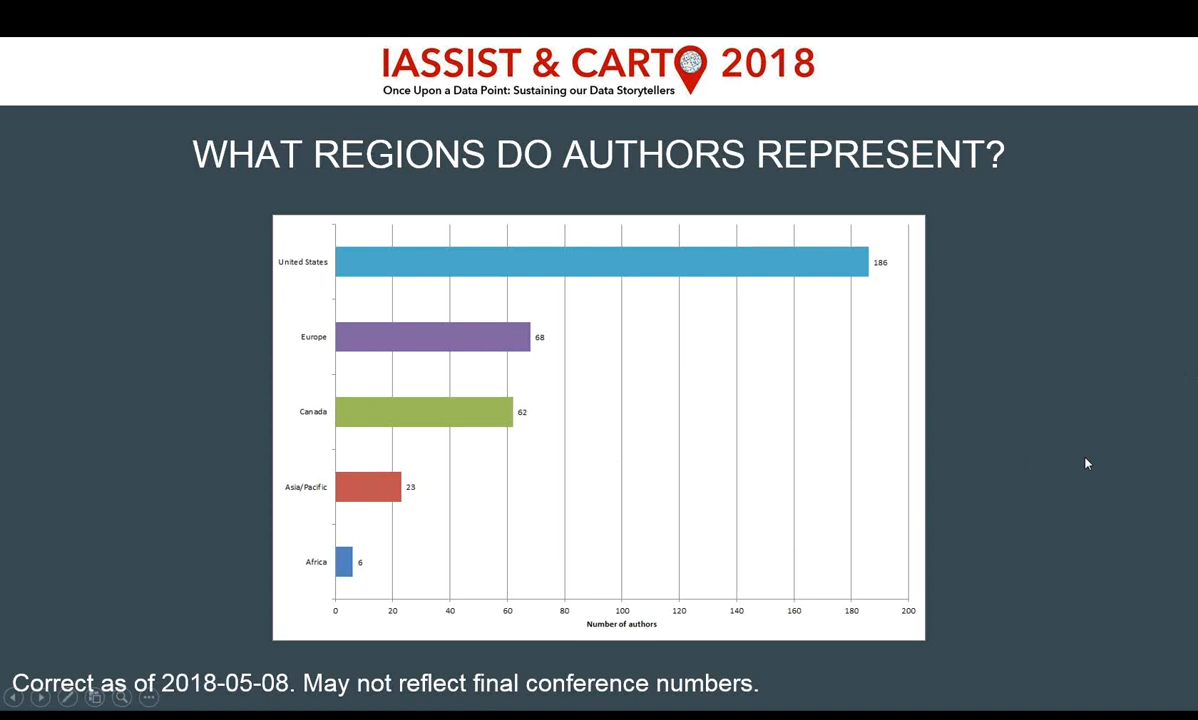 IASSIST & CARTO 2018
Once Upon a Data Point: Sustaining our Data Storytellers
WHAT REGIONS DO AUTHORS REPRESENT?
United States 186
Europe 68
Canada 62
Asia/Pacific 23
Africa 6
0 20 40 60 80 100 120 140 160 180 200
Number of authors
Correct as of 2018-05-08. May not reflect final conference numbers.